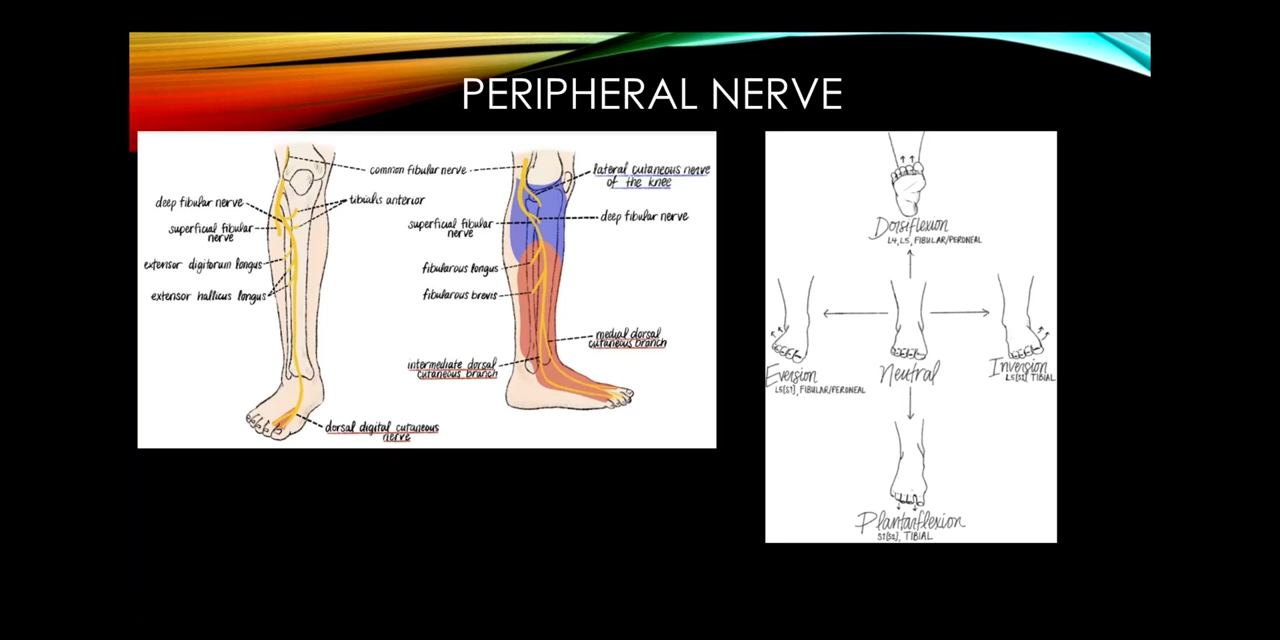 PERIPHERAL NERVE
common fibular nerve
deep fibular nerve
tibialis anterior
superficial fibular
nerve
extensor digitorum longus
extensor hallicus longus
dorsal digital cutaneous
nerve
lateral cutaneous nerve
of the knee
deep fibular nerve
superficial fibular
nerve
fibularous longus
fibularous brevis
medial dorsal
cutaneous branch
intermediate dorsal
cutaneous branch
Dorsiflexion
L4, L5, FIBULAR/PERONEAL
Eversion
L5[S1], FIBULAR/PERONEAL
Neutral
Inversion
L5[S1] TIBIAL
Plantarflexion
S1[S2], TIBIAL